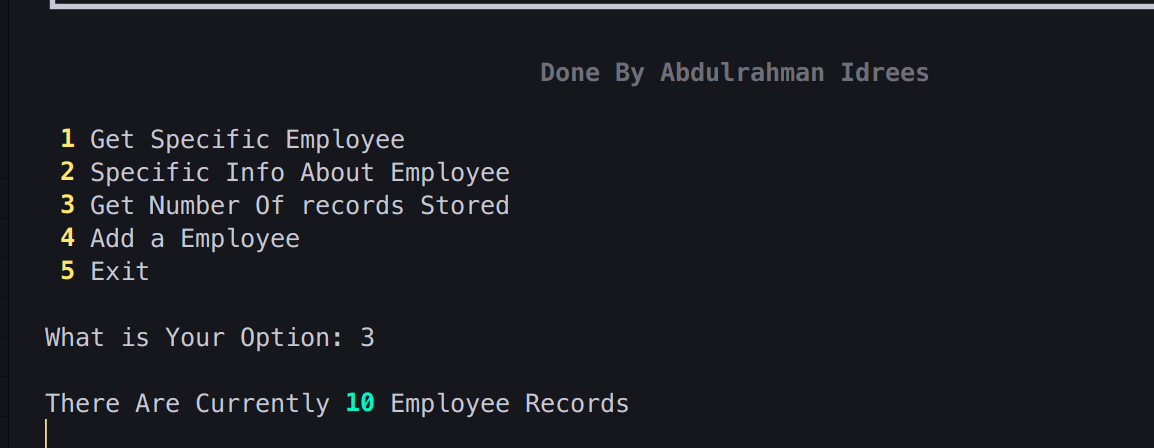 Done By Abdulrahman Idrees
1 Get Specific Employee
2 Specific Info About Employee
3 Get Number Of records Stored
4 Add a Employee
5 Exit
What is Your Option: 3
There Are Currently 10 Employee Records